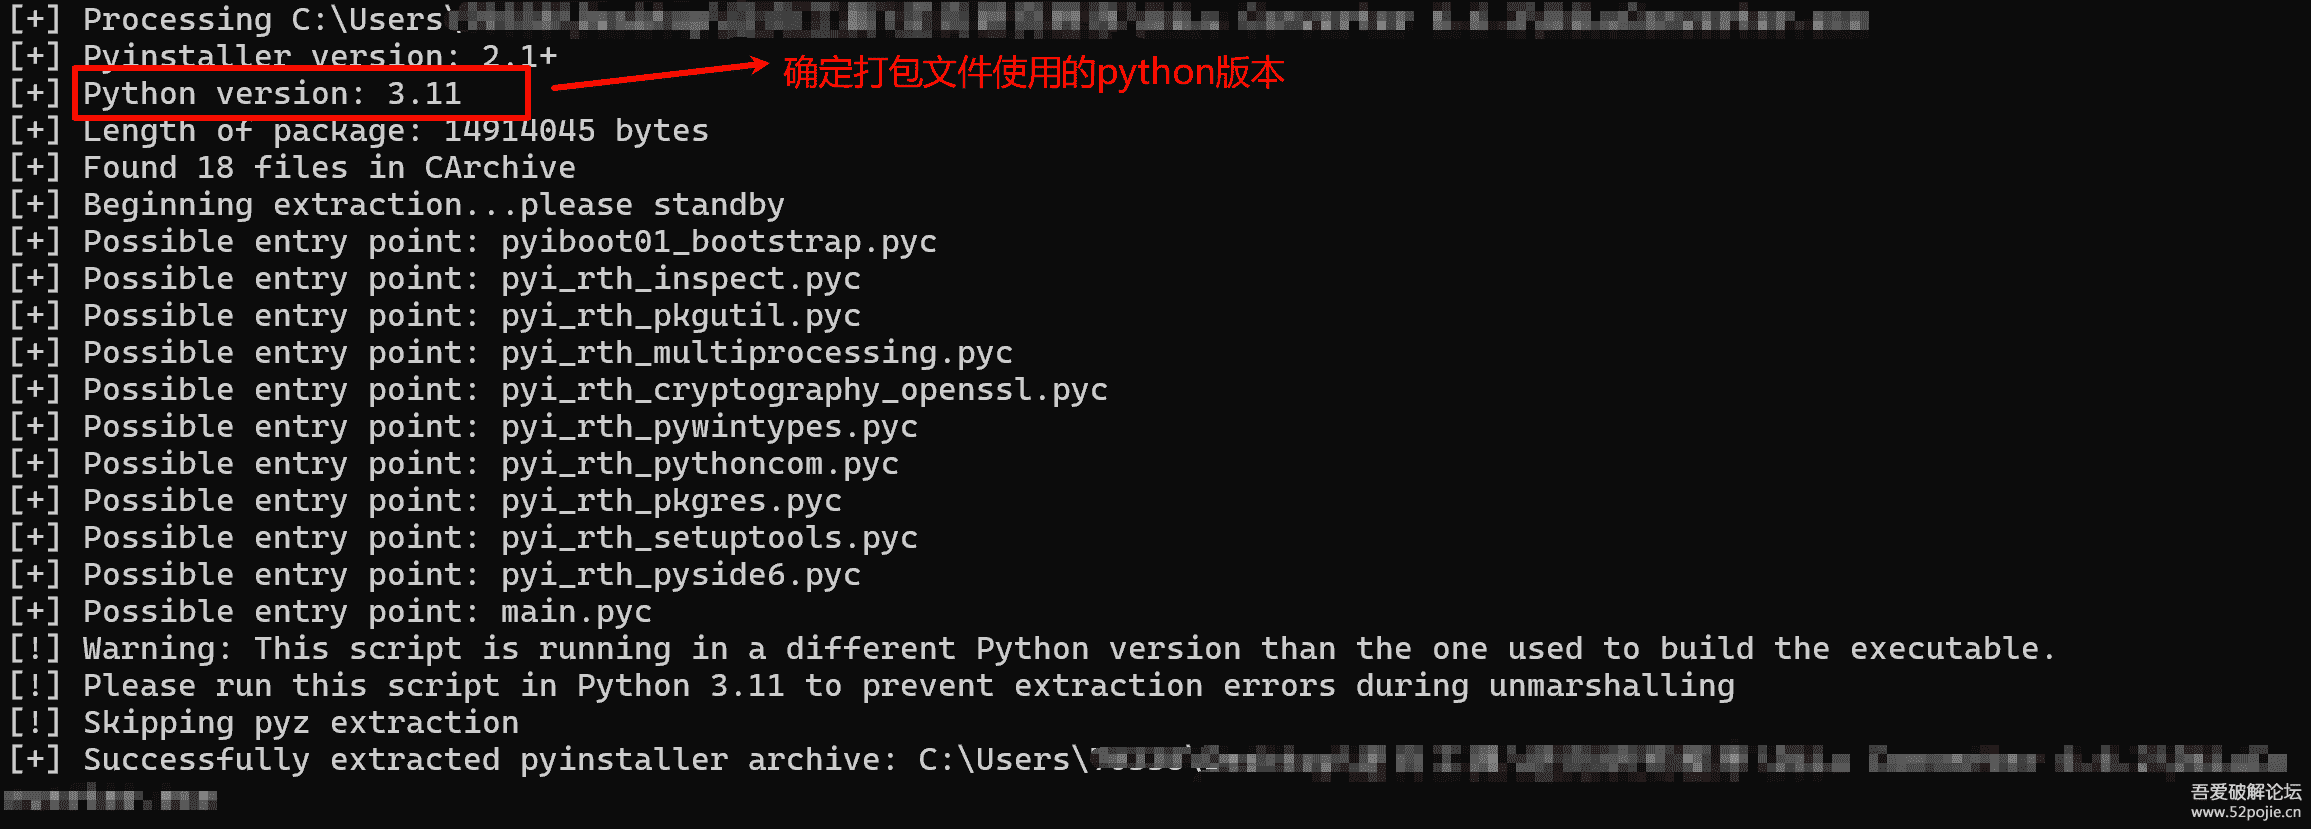 [+] Processing C:\Users\
[+] Pyinstaller version: 2.1+
[+] Python version: 3.11
确定打包文件使用的python版本
[+] Length of package: 14914045 bytes
[+] Found 18 files in CArchive
[+] Beginning extraction...please standby
[+] Possible entry point: pyiboot01_bootstrap.pyc
[+] Possible entry point: pyi_rth_inspect.pyc
[+] Possible entry point: pyi_rth_pkgutil.pyc
[+] Possible entry point: pyi_rth_multiprocessing.pyc
[+] Possible entry point: pyi_rth_cryptography_openssl.pyc
[+] Possible entry point: pyi_rth_pywintypes.pyc
[+] Possible entry point: pyi_rth_pythoncom.pyc
[+] Possible entry point: pyi_rth_pkgres.pyc
[+] Possible entry point: pyi_rth_setuptools.pyc
[+] Possible entry point: pyi_rth_pyside6.pyc
[+] Possible entry point: main.pyc
[!] Warning: This script is running in a different Python version than the one used to build the executable.
[!] Please run this script in Python 3.11 to prevent extraction errors during unmarshalling
[!] Skipping pyz extraction
[+] Successfully extracted pyinstaller archive: C:\Users\
吾爱破解论坛
www.52pojie.cn